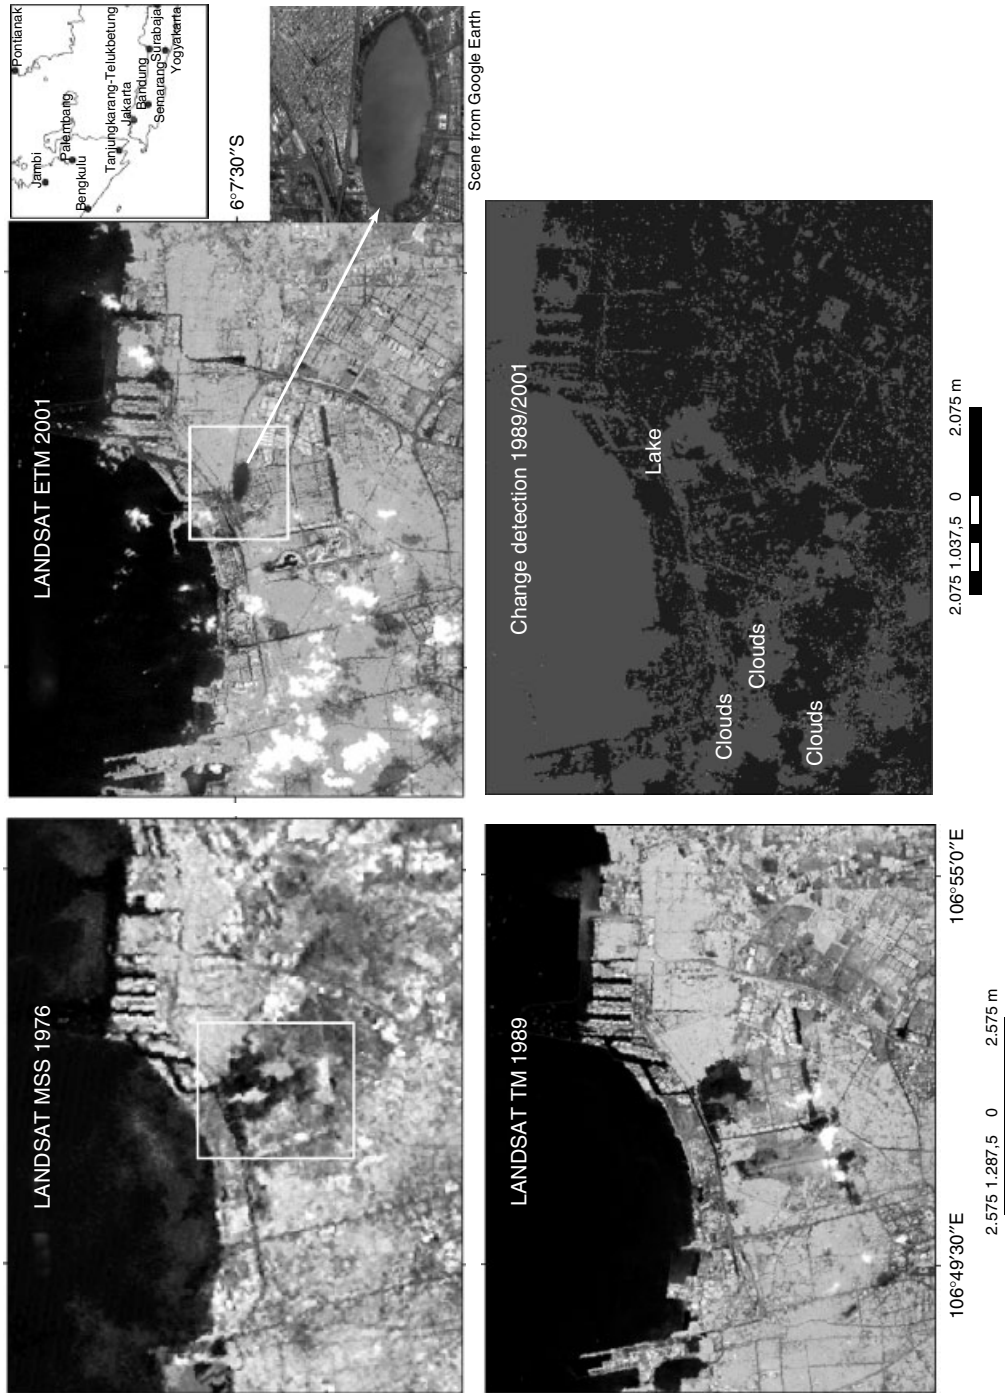 LANDSAT MSS 1976
LANDSAT ETM 2001
Pontianak
Jambi
Palembang
Bengkulu
Tanjungkarang-Telukbetung
Jakarta
Bandung
Semarang
Surabaja
Yogyakarta
6°7′30″S
Scene from Google Earth
LANDSAT TM 1989
Change detection 1989/2001
Lake
Clouds
Clouds
Clouds
106°49′30″E
106°55′0″E
2.575 1.287,5 0 2.575 m
2.075 1.037,5 0 2.075 m